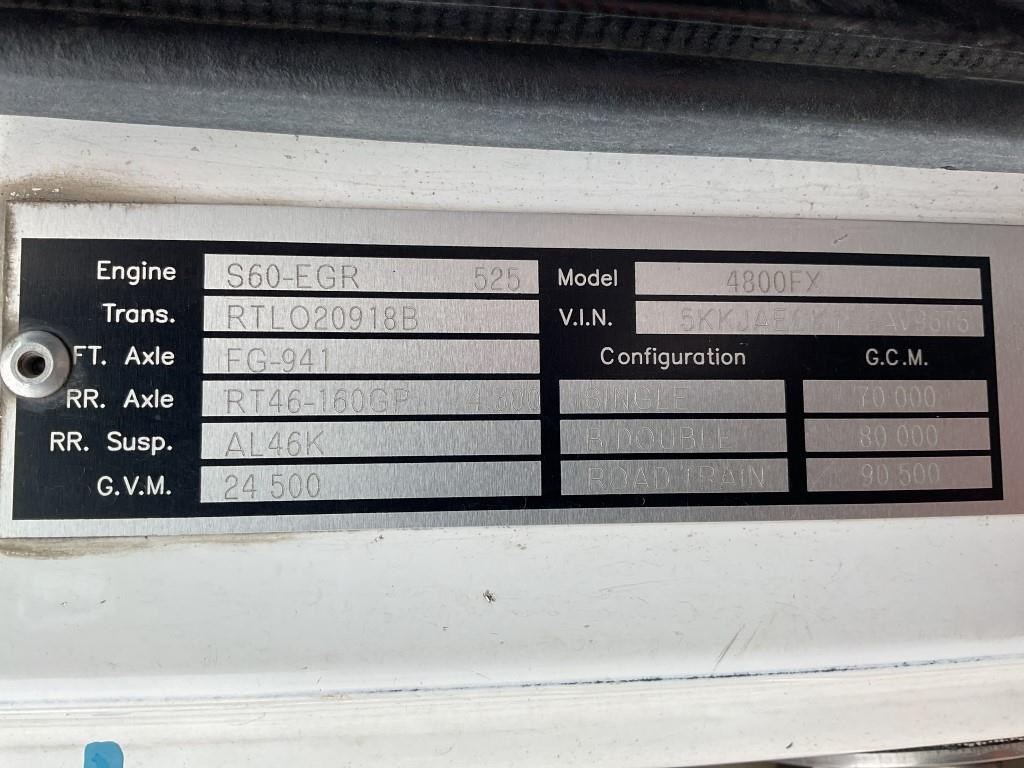 Engine S60-EGR 525 Model 4800FX
Trans. RTLO20918B V.I.N.
FT. Axle FG-941 Configuration G.C.M.
RR. Axle RT46-160GP SINGLE 70 000
RR. Susp. AL46K B.DOUBLE 80 000
G.V.M. 24 500 ROAD TRAIN 90 500